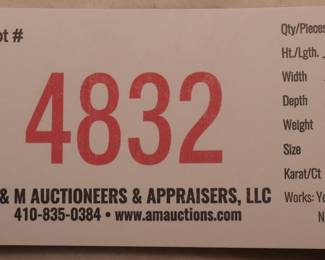 ot #
4832
& M AUCTIONEERS & APPRAISERS, LLC
410-835-0384 • www.amauctions.com
Qty/Pieces
Ht./Lgth.
Width
Depth
Weight
Size
Karat/Ct
Works: Ye
N